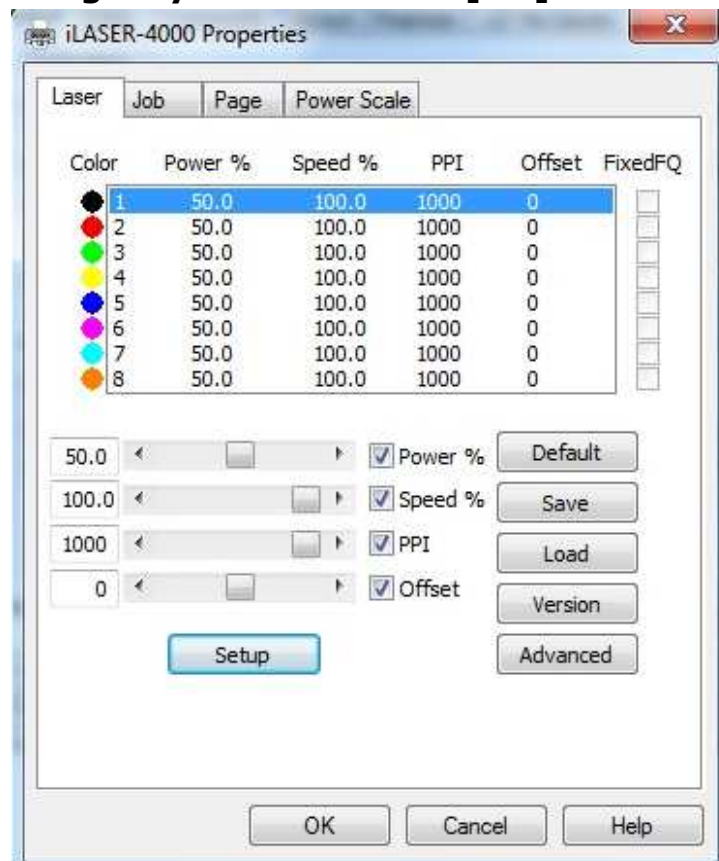 iLASER-4000 Properties
Laser Job Page Power Scale
Color Power % Speed % PPI Offset FixedFQ
1 50.0 100.0 1000 0
2 50.0 100.0 1000 0
3 50.0 100.0 1000 0
4 50.0 100.0 1000 0
5 50.0 100.0 1000 0
6 50.0 100.0 1000 0
7 50.0 100.0 1000 0
8 50.0 100.0 1000 0
50.0 Power % Default
100.0 Speed % Save
1000 PPI Load
0 Offset Version
Setup Advanced
OK Cancel Help